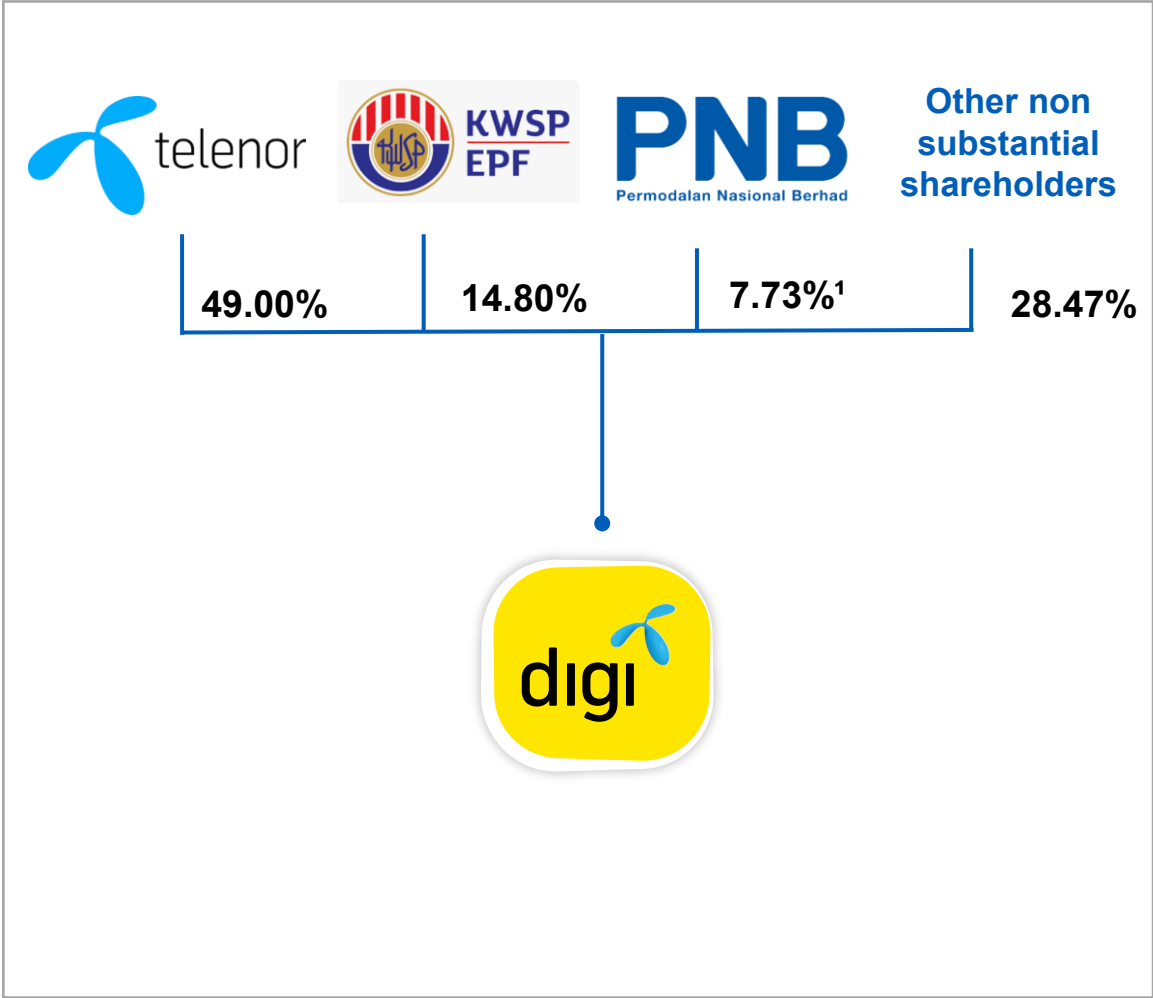 telenor
KWSP
EPF
KWSP
PNB
Permodalan Nasional Berhad
Other non
substantial
shareholders
49.00%
14.80%
7.73%¹
28.47%
digi